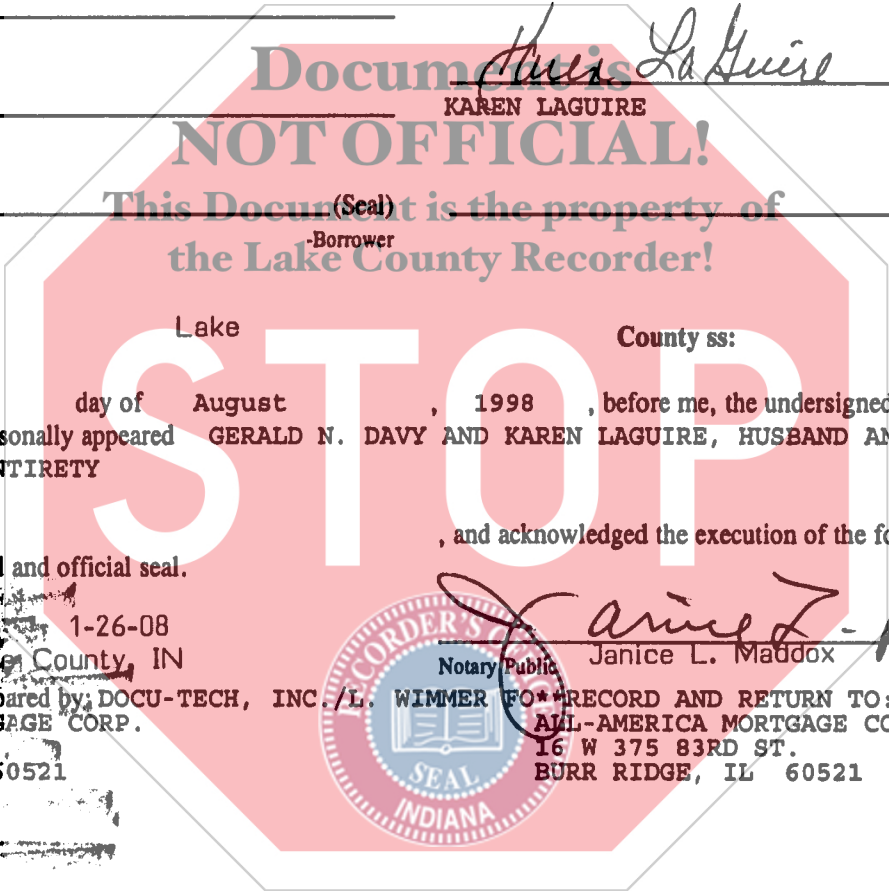 Karen LaGuire
Document is
KAREN LAGUIRE
NOT OFFICIAL!
(Seal)
This Document is the property of
-Borrower
the Lake County Recorder!
Lake County ss:
STOP
day of August , 1998 , before me, the undersigned
sonally appeared GERALD N. DAVY AND KAREN LAGUIRE, HUSBAND AN
NTIRETY
, and acknowledged the execution of the fo
and official seal.
Janice L.
1-26-08
County, IN Notary Public Janice L. Maddox
pared by: DOCU-TECH, INC./L. WIMMER FO**RECORD AND RETURN TO:
GAGE CORP. ALL-AMERICA MORTGAGE CO
16 W 375 83RD ST.
60521 BURR RIDGE, IL 60521
RECORDER'S OFFICE
SEAL
INDIANA